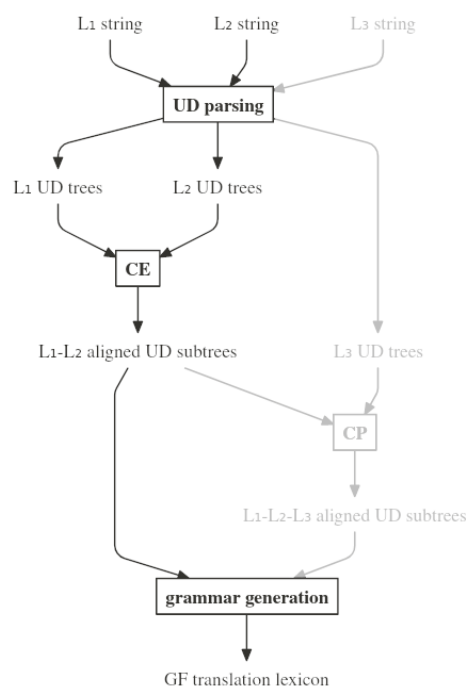 L₁ string L₂ string L₃ string
UD parsing
L₁ UD trees L₂ UD trees
CE
L₁-L₂ aligned UD subtrees L₃ UD trees
CP
L₁-L₂-L₃ aligned UD subtrees
grammar generation
GF translation lexicon